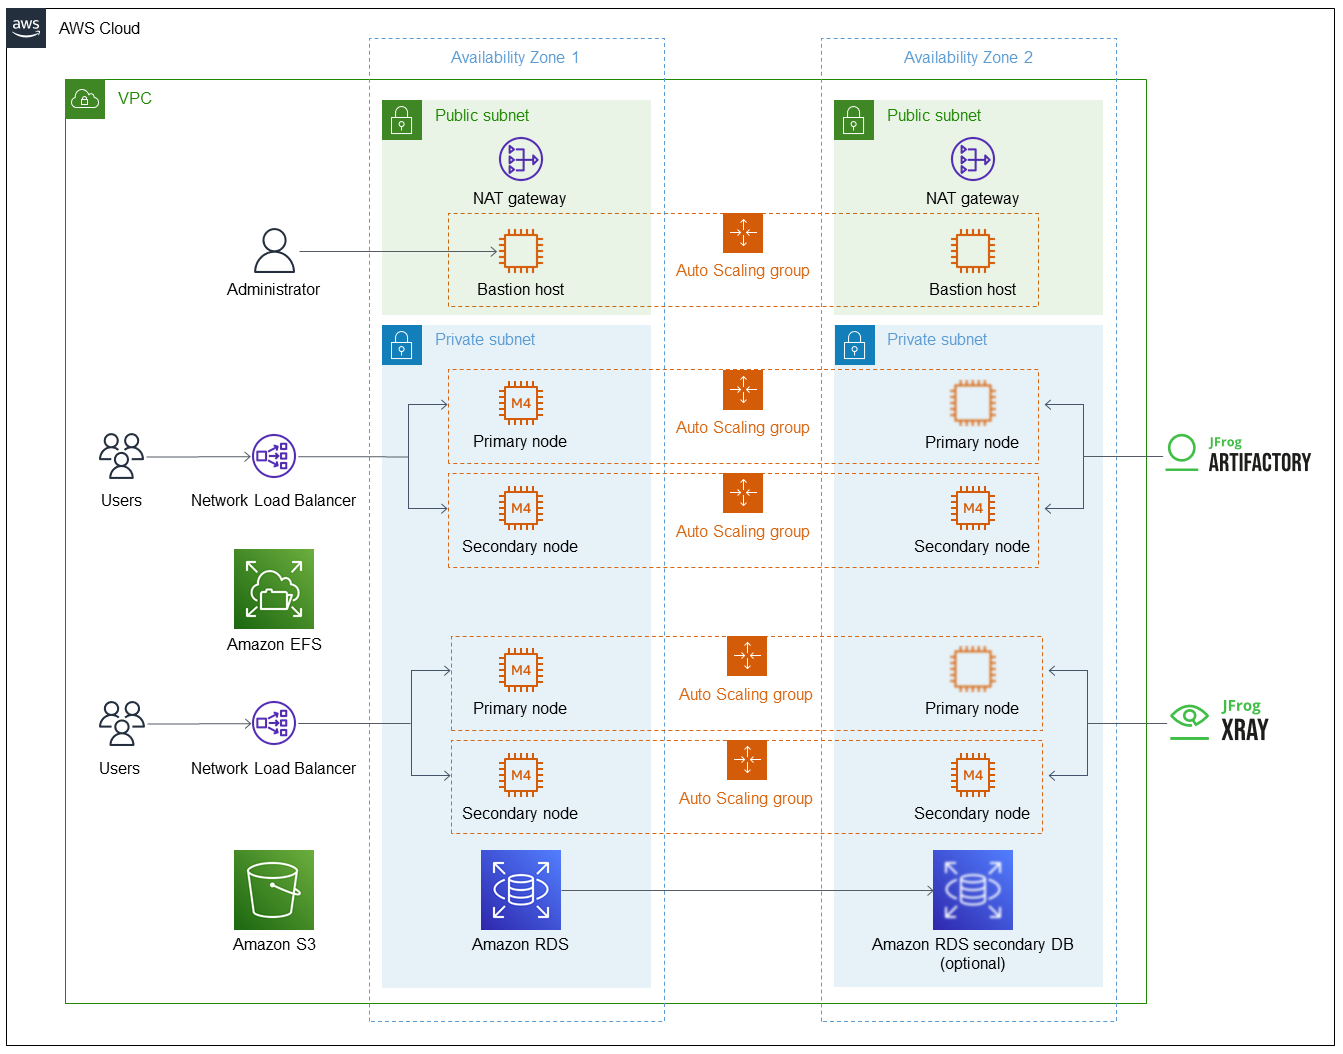 aws
AWS Cloud
Availability Zone 1
Availability Zone 2
VPC
Public subnet
Public subnet
NAT gateway
NAT gateway
Administrator
Bastion host
Auto Scaling group
Bastion host
Private subnet
Private subnet
M4
Primary node
Auto Scaling group
Primary node
Users
Network Load Balancer
JFrog
ARTIFACTORY
M4
Secondary node
Auto Scaling group
M4
Secondary node
Amazon EFS
M4
Primary node
Auto Scaling group
Primary node
Users
Network Load Balancer
JFrog
XRAY
M4
Secondary node
Auto Scaling group
M4
Secondary node
Amazon S3
Amazon RDS
Amazon RDS secondary DB
(optional)